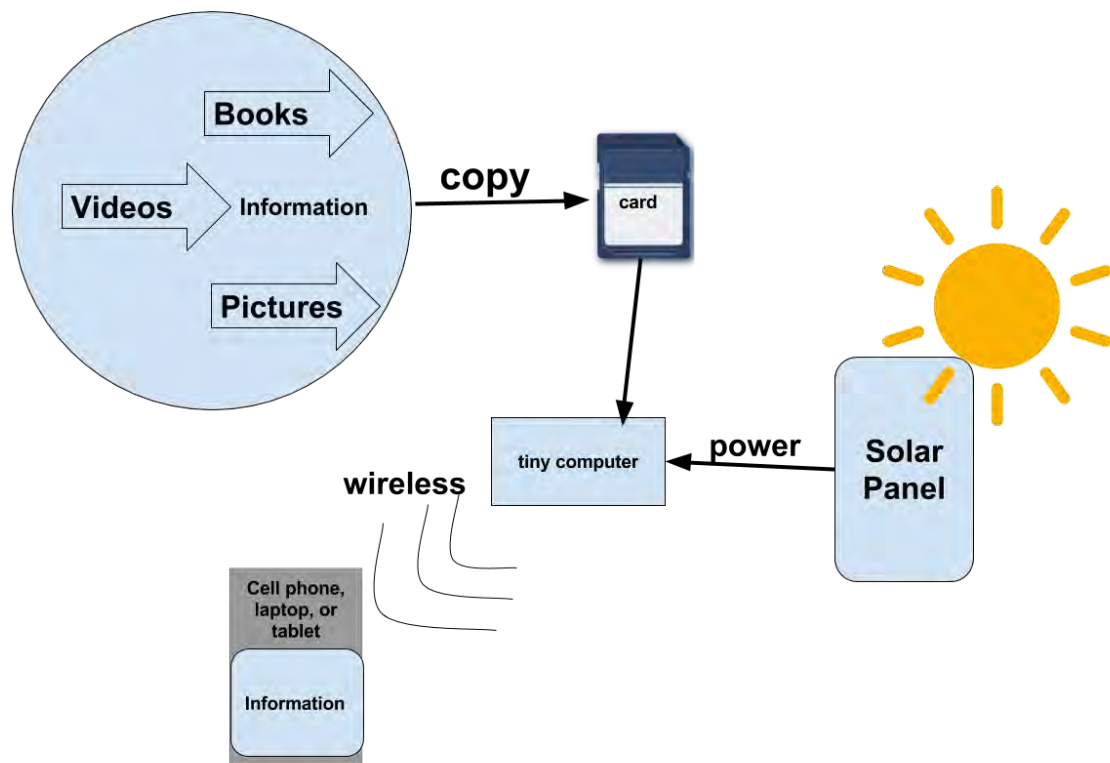 Books
Videos
Information
Pictures
copy
card
tiny computer
power
Solar
Panel
wireless
Cell phone,
laptop, or
tablet
Information